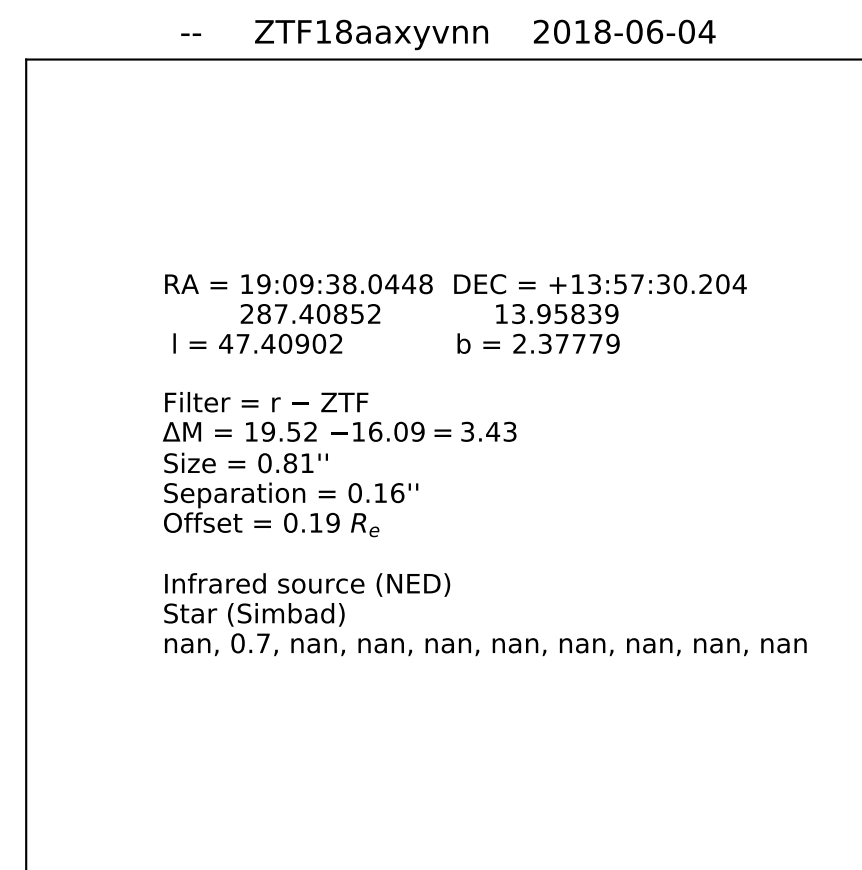 -- ZTF18aaxyvnn 2018-06-04
RA = 19:09:38.0448 DEC = +13:57:30.204
287.40852 13.95839
l = 47.40902 b = 2.37779
Filter = r − ZTF
ΔM = 19.52 −16.09 = 3.43
Size = 0.81''
Separation = 0.16''
Offset = 0.19 Rₑ
Infrared source (NED)
Star (Simbad)
nan, 0.7, nan, nan, nan, nan, nan, nan, nan, nan